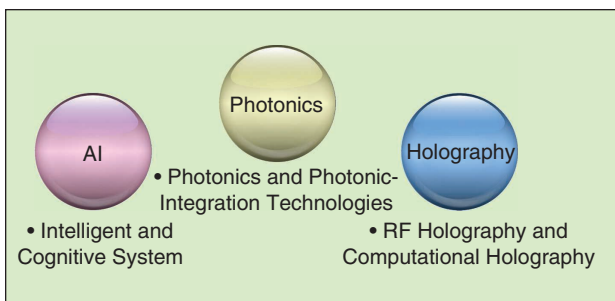 Photonics
AI
Holography
• Photonics and Photonic-
Integration Technologies
• Intelligent and
Cognitive System
• RF Holography and
Computational Holography